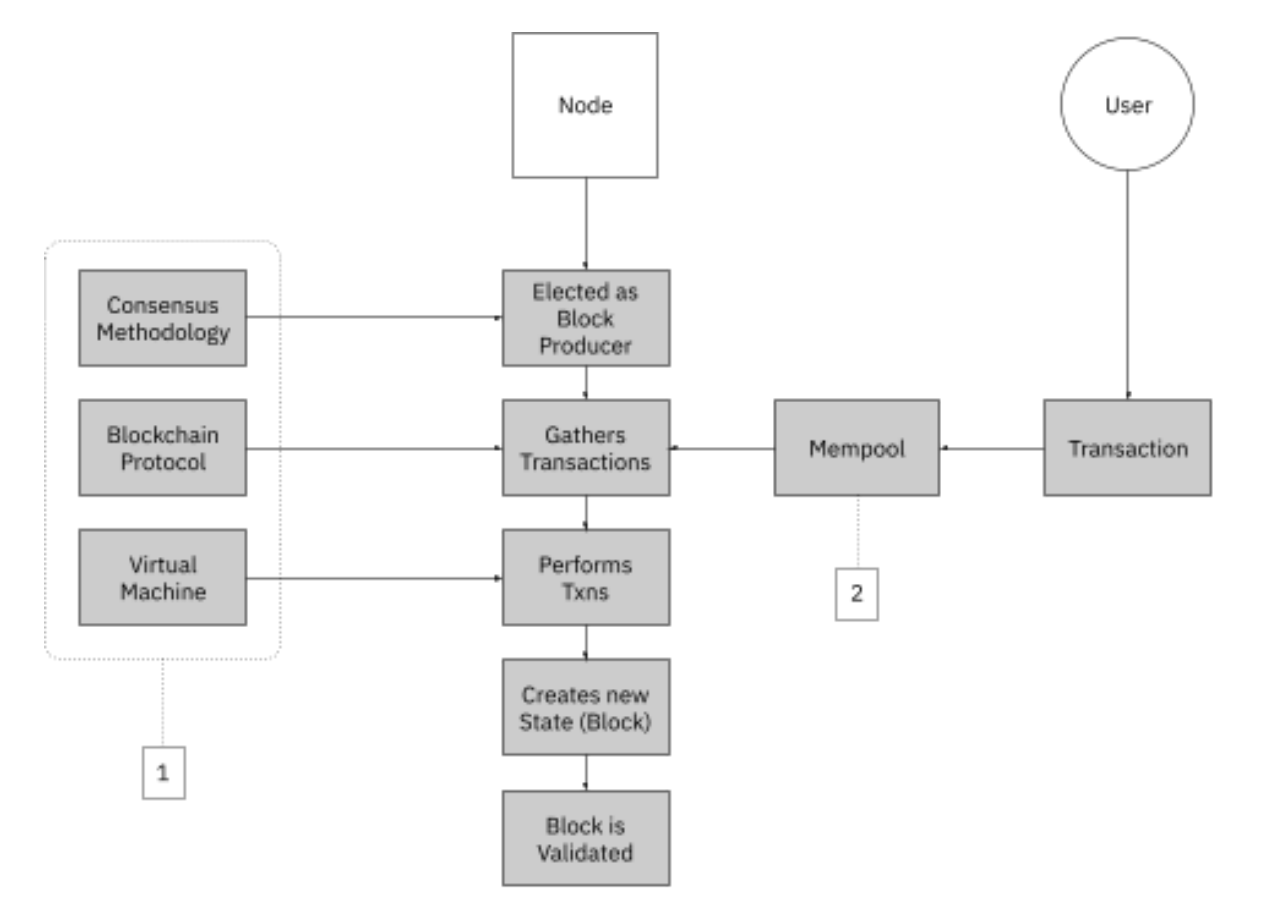 Node
User
Consensus
Methodology
Elected as
Block
Producer
Blockchain
Protocol
Gathers
Transactions
Mempool
Transaction
Virtual
Machine
Performs
Txns
2
Creates new
State (Block)
1
Block is
Validated